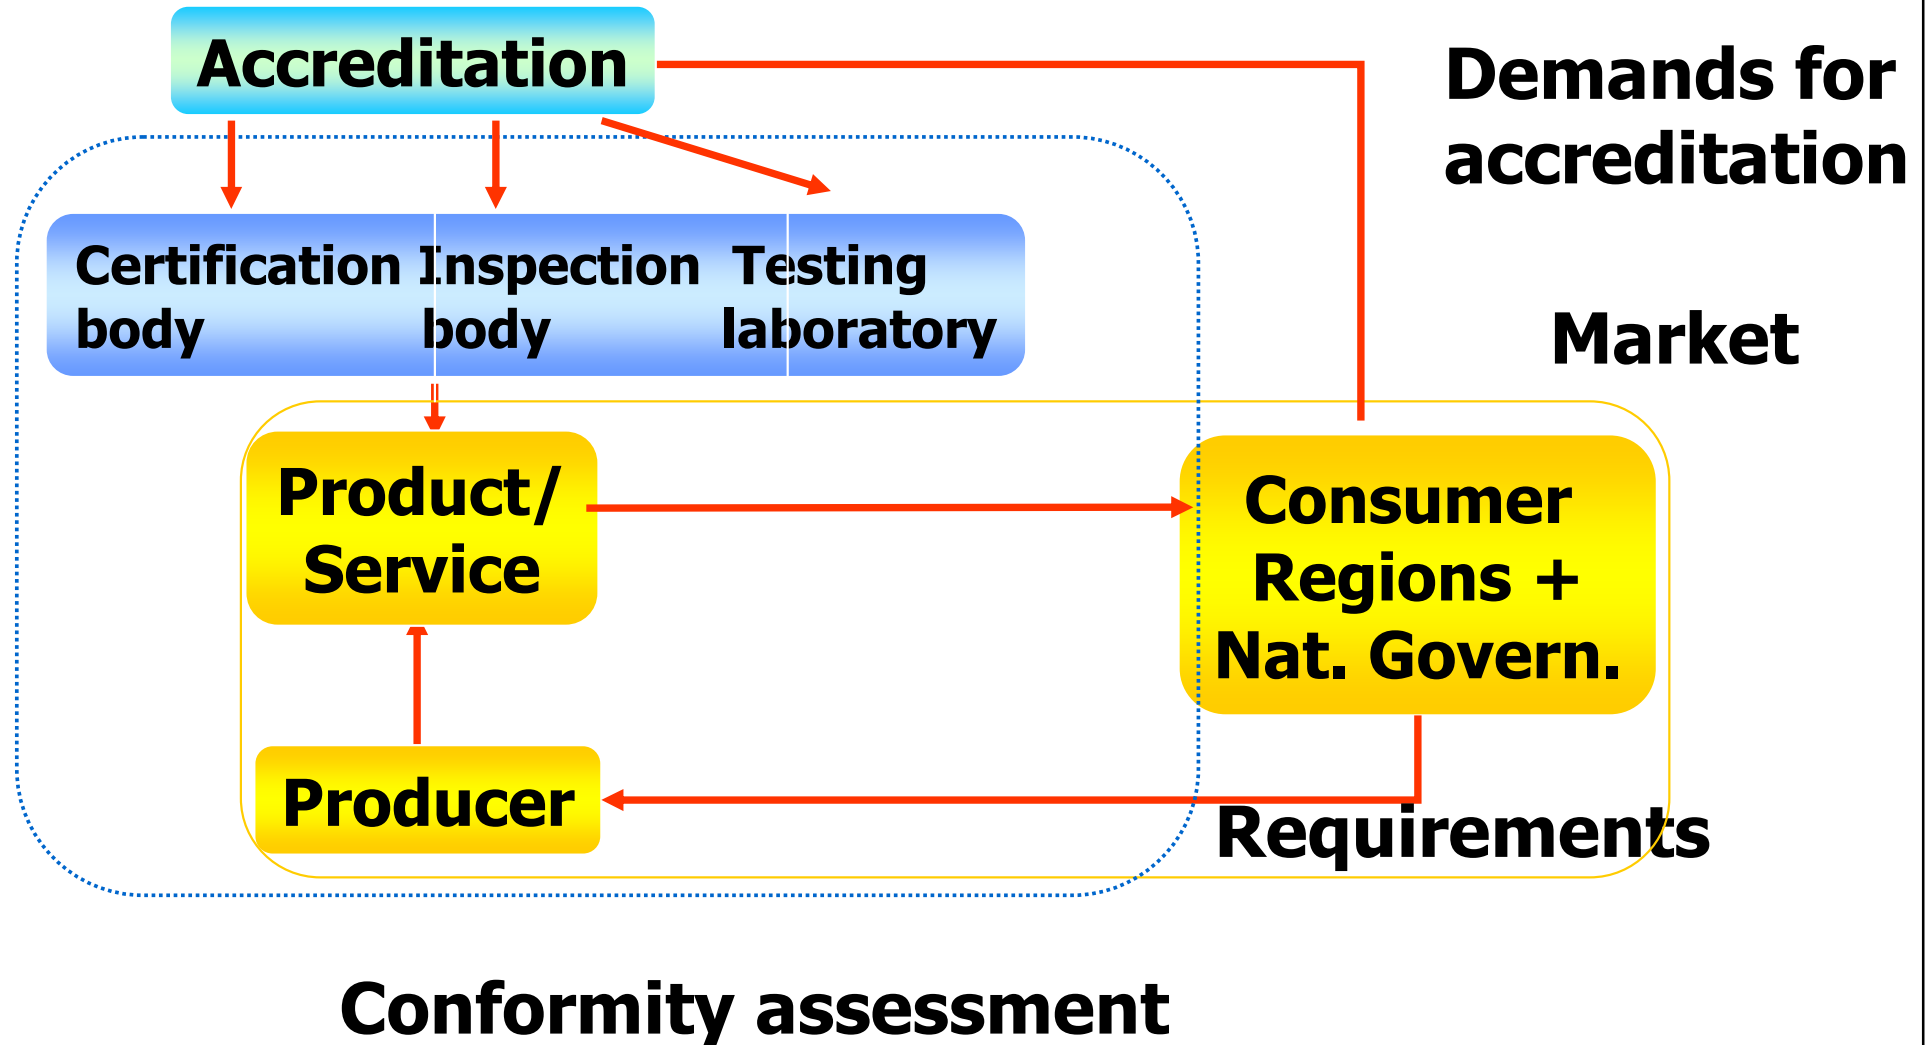 Accreditation
Demands for
accreditation
Certification Inspection Testing
body body laboratory
Market
Product/
Service
Consumer
Regions +
Nat. Govern.
Producer
Requirements
Conformity assessment